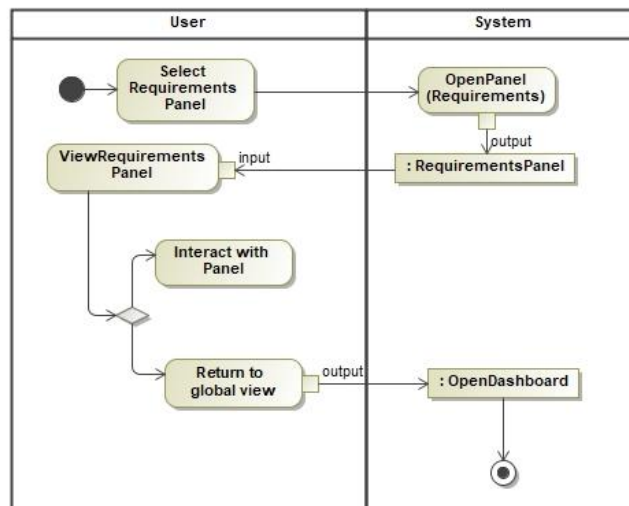 User
System
Select
Requirements
Panel
OpenPanel
(Requirements)
output
ViewRequirements
Panel
input
: RequirementsPanel
Interact with
Panel
Return to
global view
output
: OpenDashboard